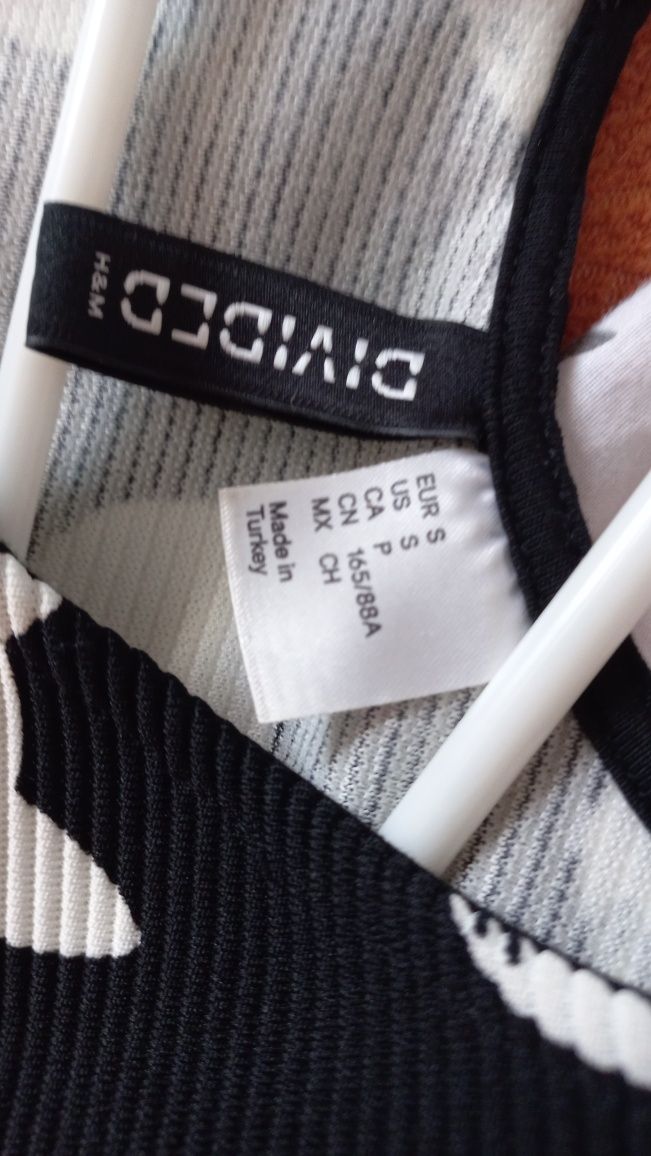 DIVIDED
H&M
EUR S
US S
CA P
CN 165/88A
MX CH
Made in
Turkey